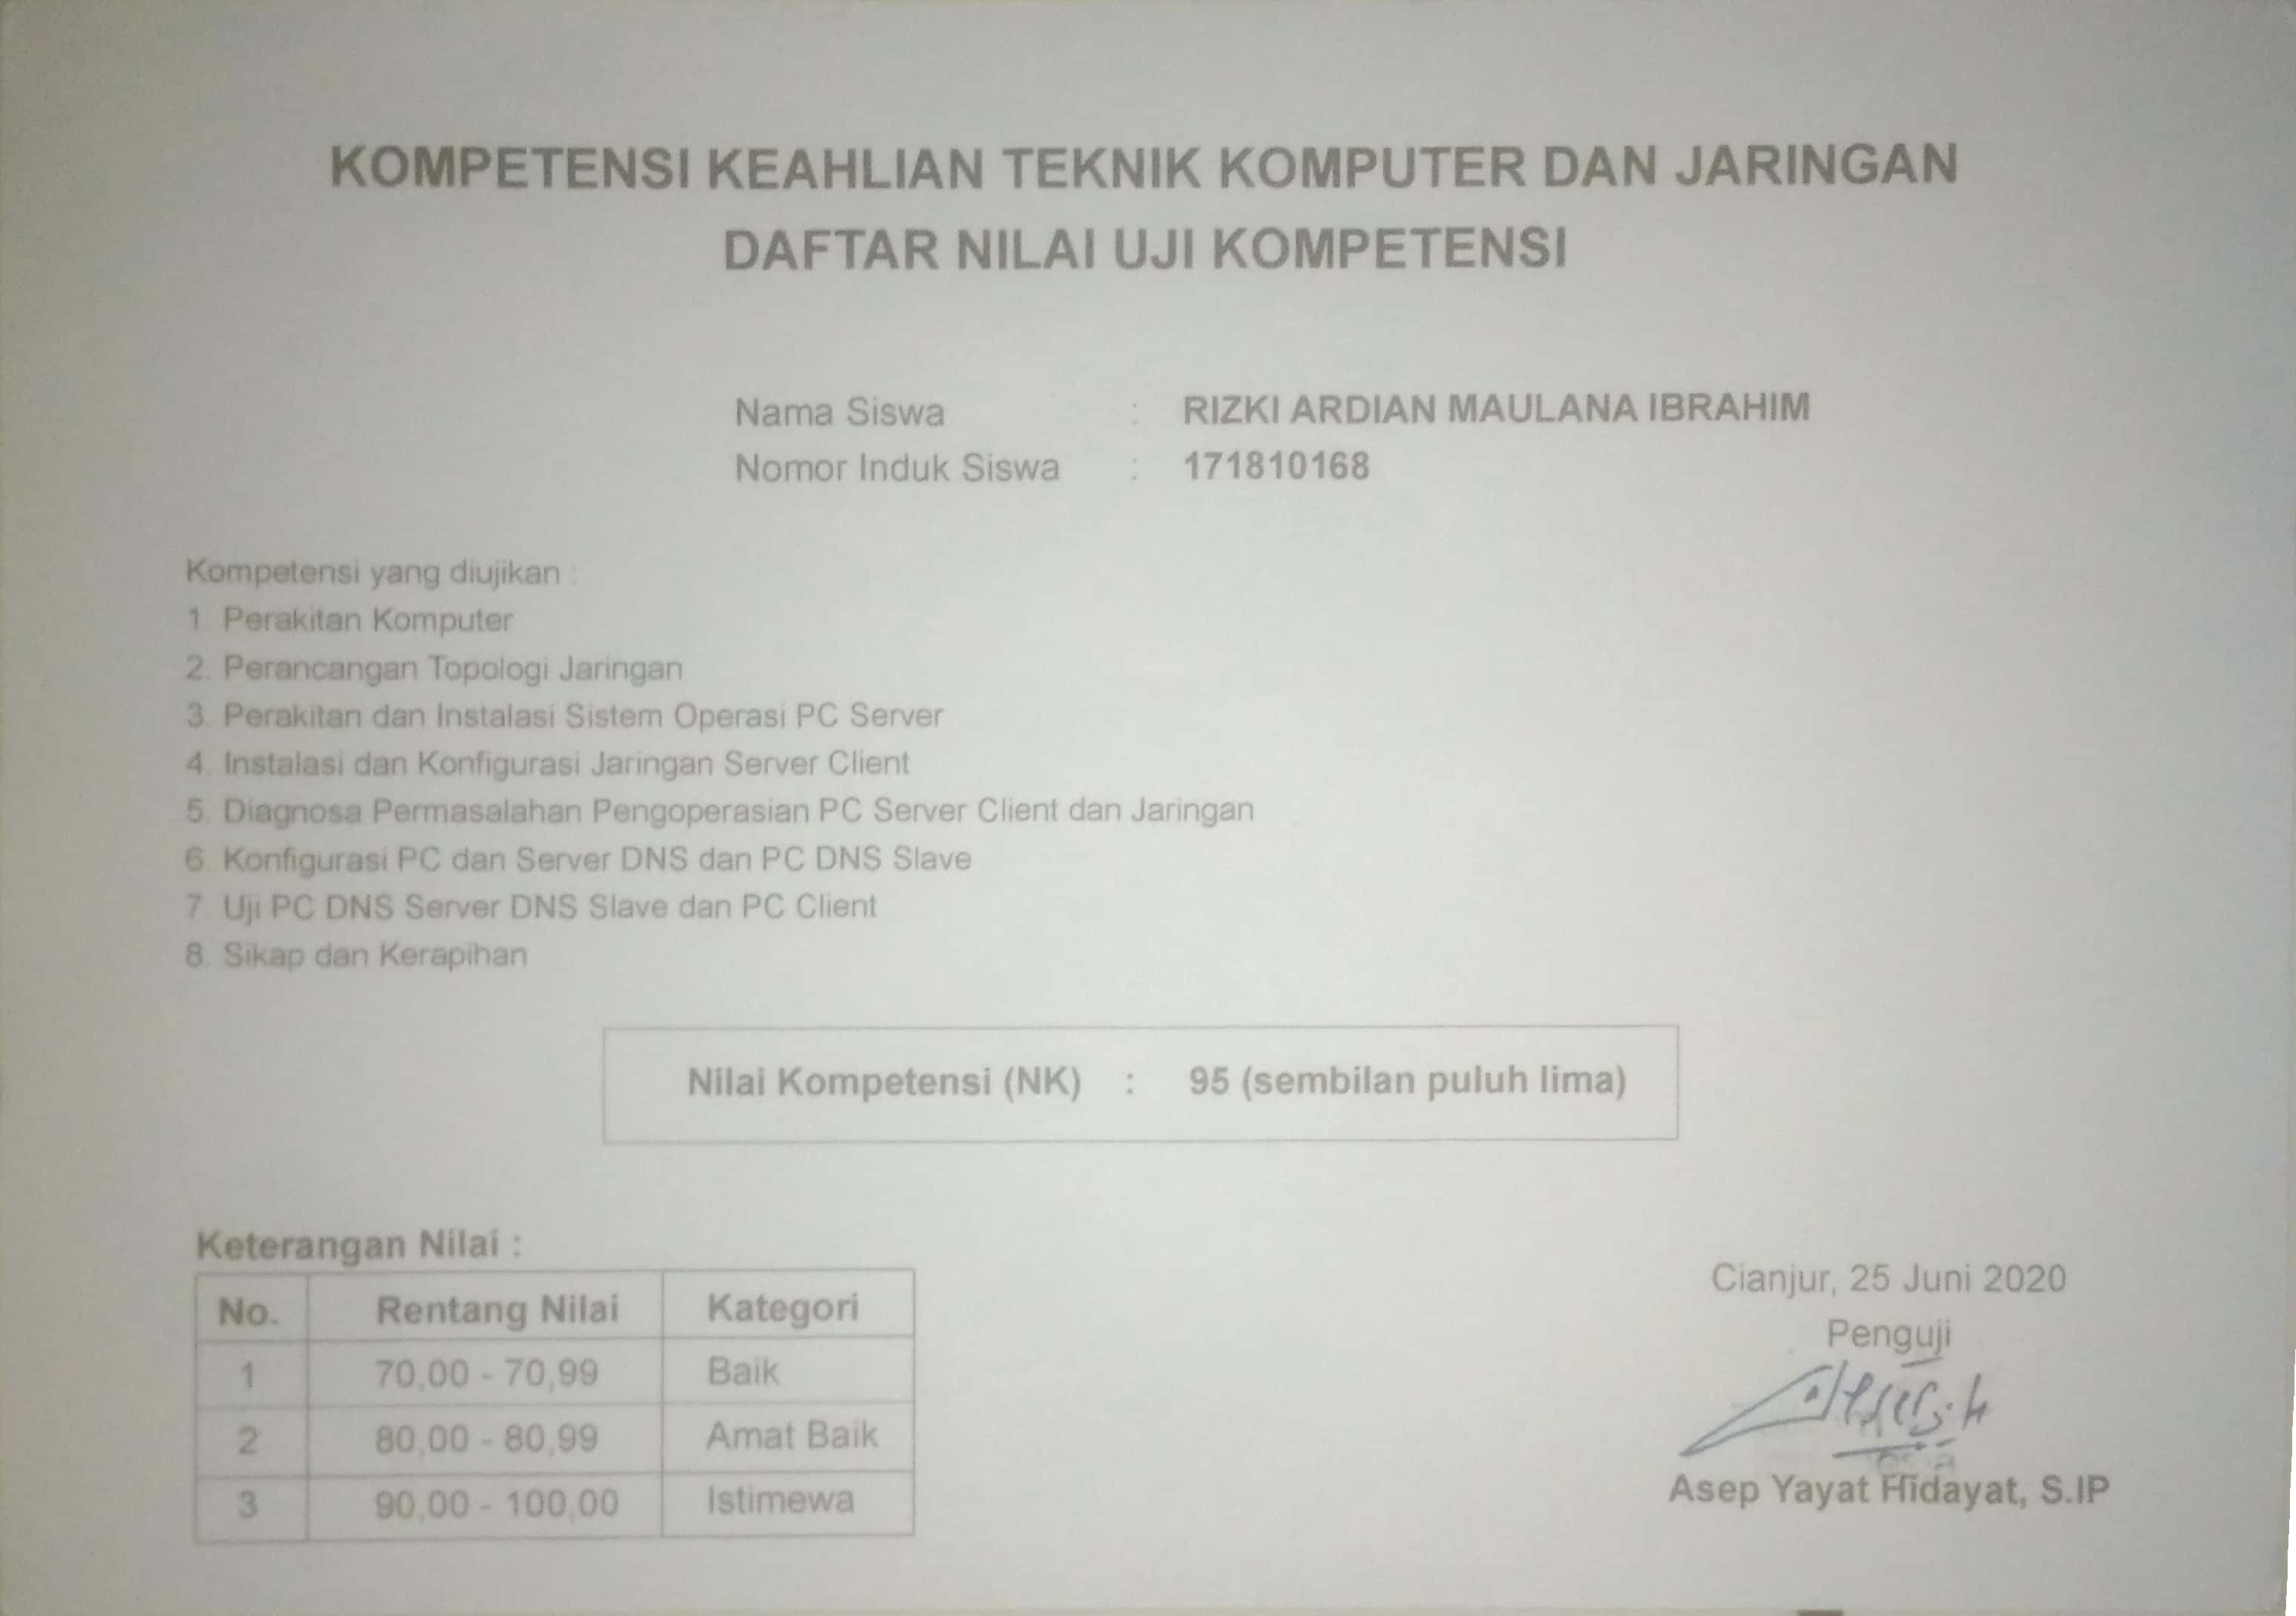 KOMPETENSI KEAHLIAN TEKNIK KOMPUTER DAN JARINGAN
DAFTAR NILAI UJI KOMPETENSI
Nama Siswa : RIZKI ARDIAN MAULANA IBRAHIM
Nomor Induk Siswa : 171810168
Kompetensi yang diujikan :
1. Perakitan Komputer
2. Perancangan Topologi Jaringan
3. Perakitan dan Instalasi Sistem Operasi PC Server
4. Instalasi dan Konfigurasi Jaringan Server Client
5. Diagnosa Permasalahan Pengoperasian PC Server Client dan Jaringan
6. Konfigurasi PC dan Server DNS dan PC DNS Slave
7. Uji PC DNS Server DNS Slave dan PC Client
8. Sikap dan Kerapihan
Nilai Kompetensi (NK) : 95 (sembilan puluh lima)
Keterangan Nilai :
No. Rentang Nilai Kategori
1 70,00 - 70,99 Baik
2 80,00 - 80,99 Amat Baik
3 90,00 - 100,00 Istimewa
Cianjur, 25 Juni 2020
Penguji
Asep Yayat Hidayat, S.IP